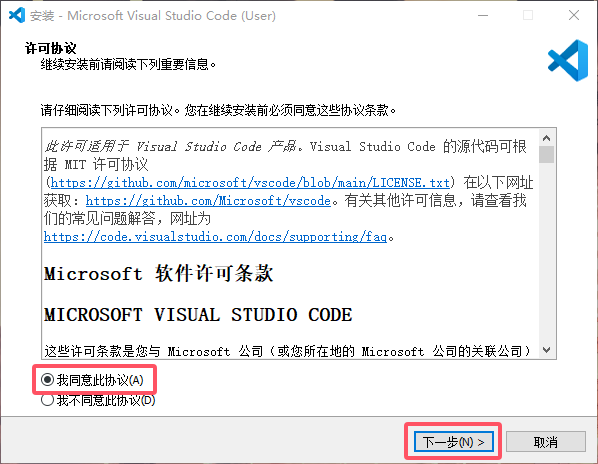 安装 - Microsoft Visual Studio Code (User)
许可协议
继续安装前请阅读下列重要信息。
请仔细阅读下列许可协议。您在继续安装前必须同意这些协议条款。
此许可适用于 Visual Studio Code 产品。Visual Studio Code 的源代码可根
据 MIT 许可协议
(https://github.com/microsoft/vscode/blob/main/LICENSE.txt) 在以下网址
获取：https://github.com/Microsoft/vscode。有关其他许可信息，请查看我
们的常见问题解答，网址为
https://code.visualstudio.com/docs/supporting/faq。
Microsoft 软件许可条款
MICROSOFT VISUAL STUDIO CODE
这些许可条款是您与 Microsoft 公司（或您所在地的 Microsoft 公司的关联公司）
我同意此协议(A)
我不同意此协议(D)
下一步(N) >
取消